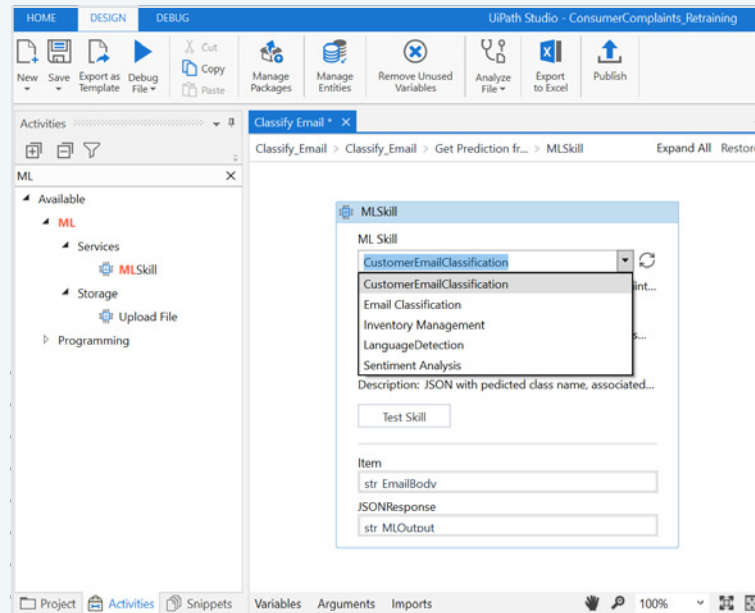 HOME DESIGN DEBUG UiPath Studio - ConsumerComplaints_Retraining
New Save Export as Template Debug File Cut Copy Paste Manage Packages Manage Entities Remove Unused Variables Analyze File Export to Excel Publish
Activities
ML
Available
ML
Services
MLSkill
Storage
Upload File
Programming
Classify Email *
Classify_Email > Classify_Email > Get Prediction fr... > MLSkill Expand All Restore
MLSkill
ML Skill
CustomerEmailClassification
CustomerEmailClassification
Email Classification
Inventory Management
LanguageDetection
Sentiment Analysis
Description: JSON with pedicted class name, associated...
Test Skill
Item
str_EmailBody
JSONResponse
str_MLOutput
Project Activities Snippets Variables Arguments Imports 100%